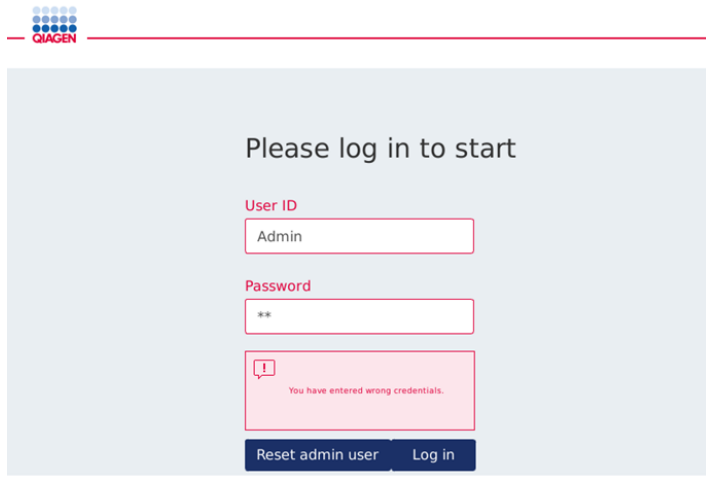 QIAGEN
Please log in to start
User ID
Admin
Password
**
!
You have entered wrong credentials.
Reset admin user Log in